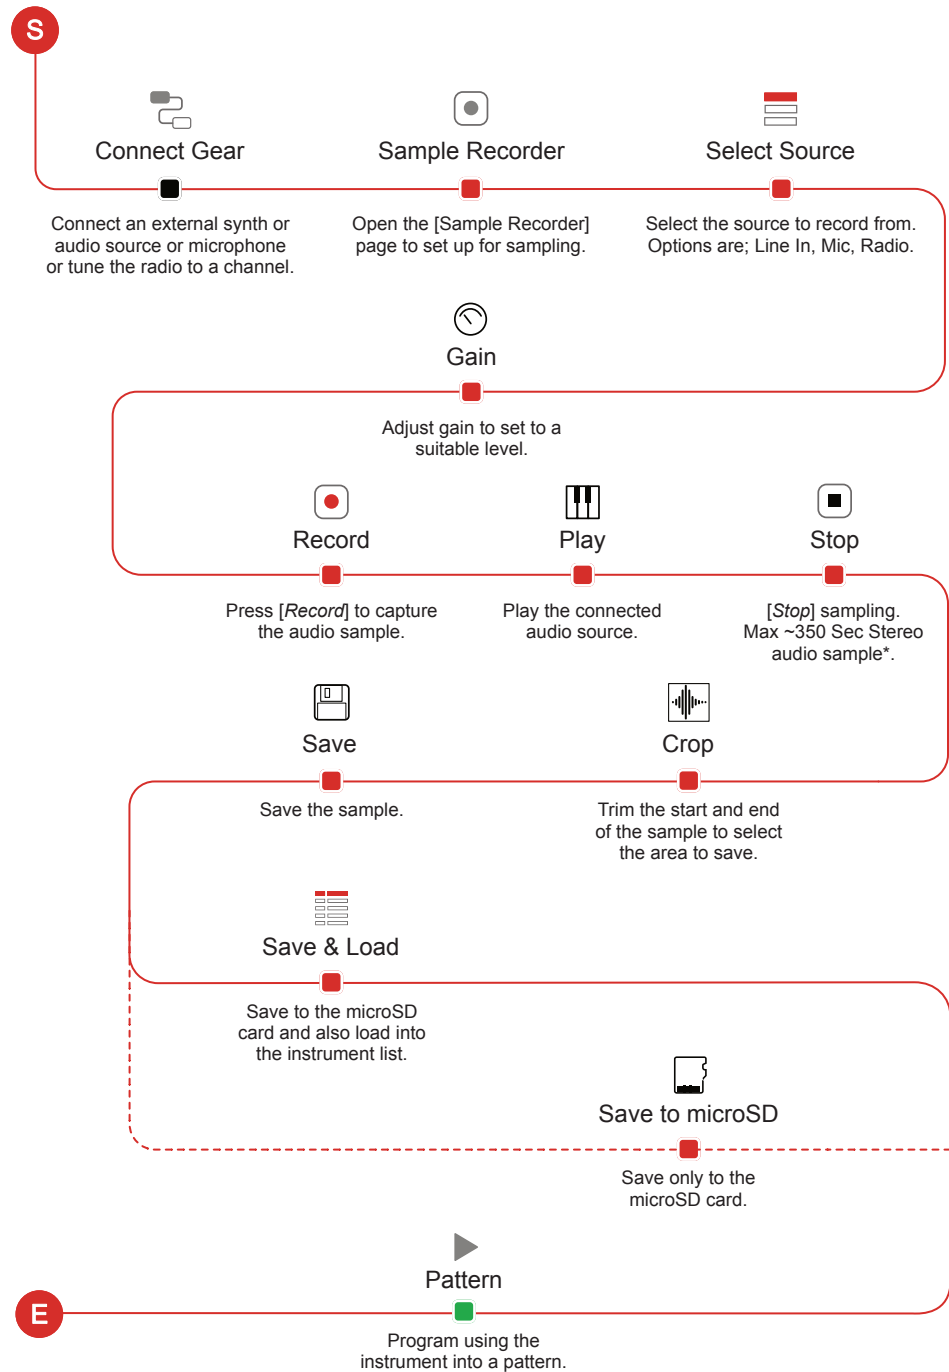 S
Connect Gear
Sample Recorder
Select Source
Connect an external synth or
audio source or microphone
or tune the radio to a channel.
Open the [Sample Recorder]
page to set up for sampling.
Select the source to record from.
Options are; Line In, Mic, Radio.
Gain
Adjust gain to set to a
suitable level.
Record
Play
Stop
Press [Record] to capture
the audio sample.
Play the connected
audio source.
[Stop] sampling.
Max ~350 Sec Stereo
audio sample*.
Save
Crop
Save the sample.
Trim the start and end
of the sample to select
the area to save.
Save & Load
Save to the microSD
card and also load into
the instrument list.
Save to microSD
Save only to the
microSD card.
Pattern
E
Program using the
instrument into a pattern.